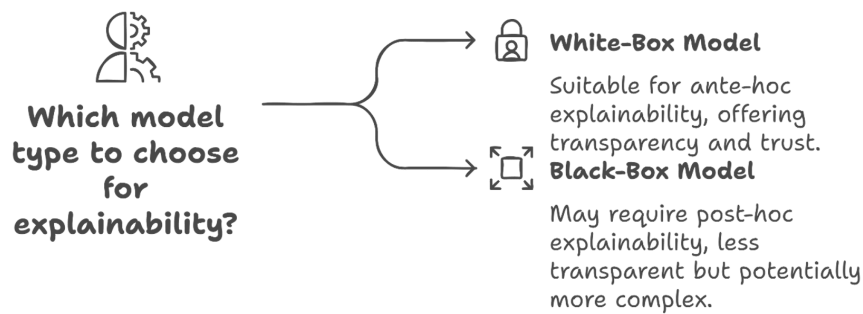 Which model
type to choose
for
explainability?
White-Box Model
Suitable for ante-hoc
explainability, offering
transparency and trust.
Black-Box Model
May require post-hoc
explainability, less
transparent but potentially
more complex.